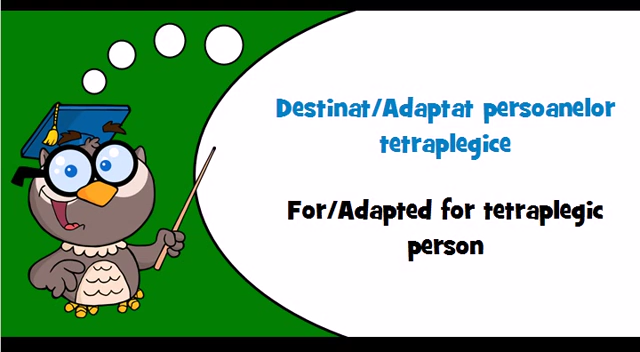 Destinat/Adaptat persoanelor
tetraplegice
For/Adapted for tetraplegic
person